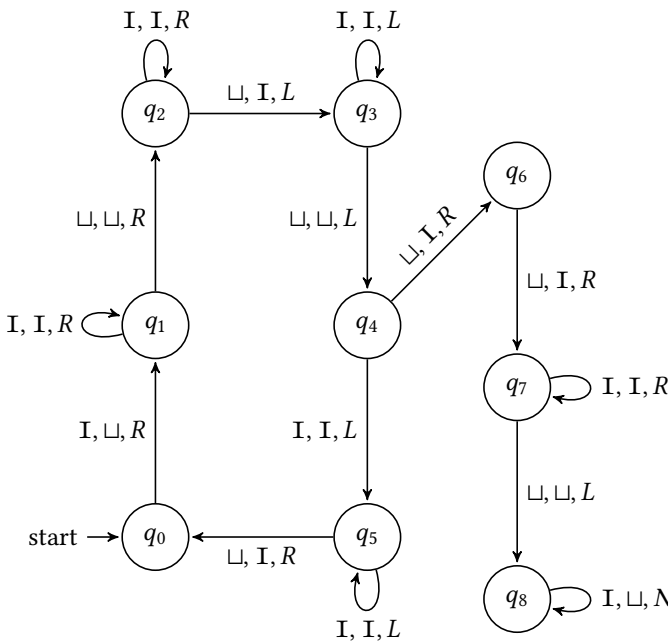 I, I, R
I, I, L
q₂
⊔, I, L
q₃
q₆
⊔, ⊔, R
⊔, ⊔, L
⊔, I, R
⊔, I, R
I, I, R
q₁
q₄
q₇
I, I, R
I, ⊔, R
I, I, L
⊔, ⊔, L
start
q₀
⊔, I, R
q₅
q₈
I, ⊔, N
I, I, L